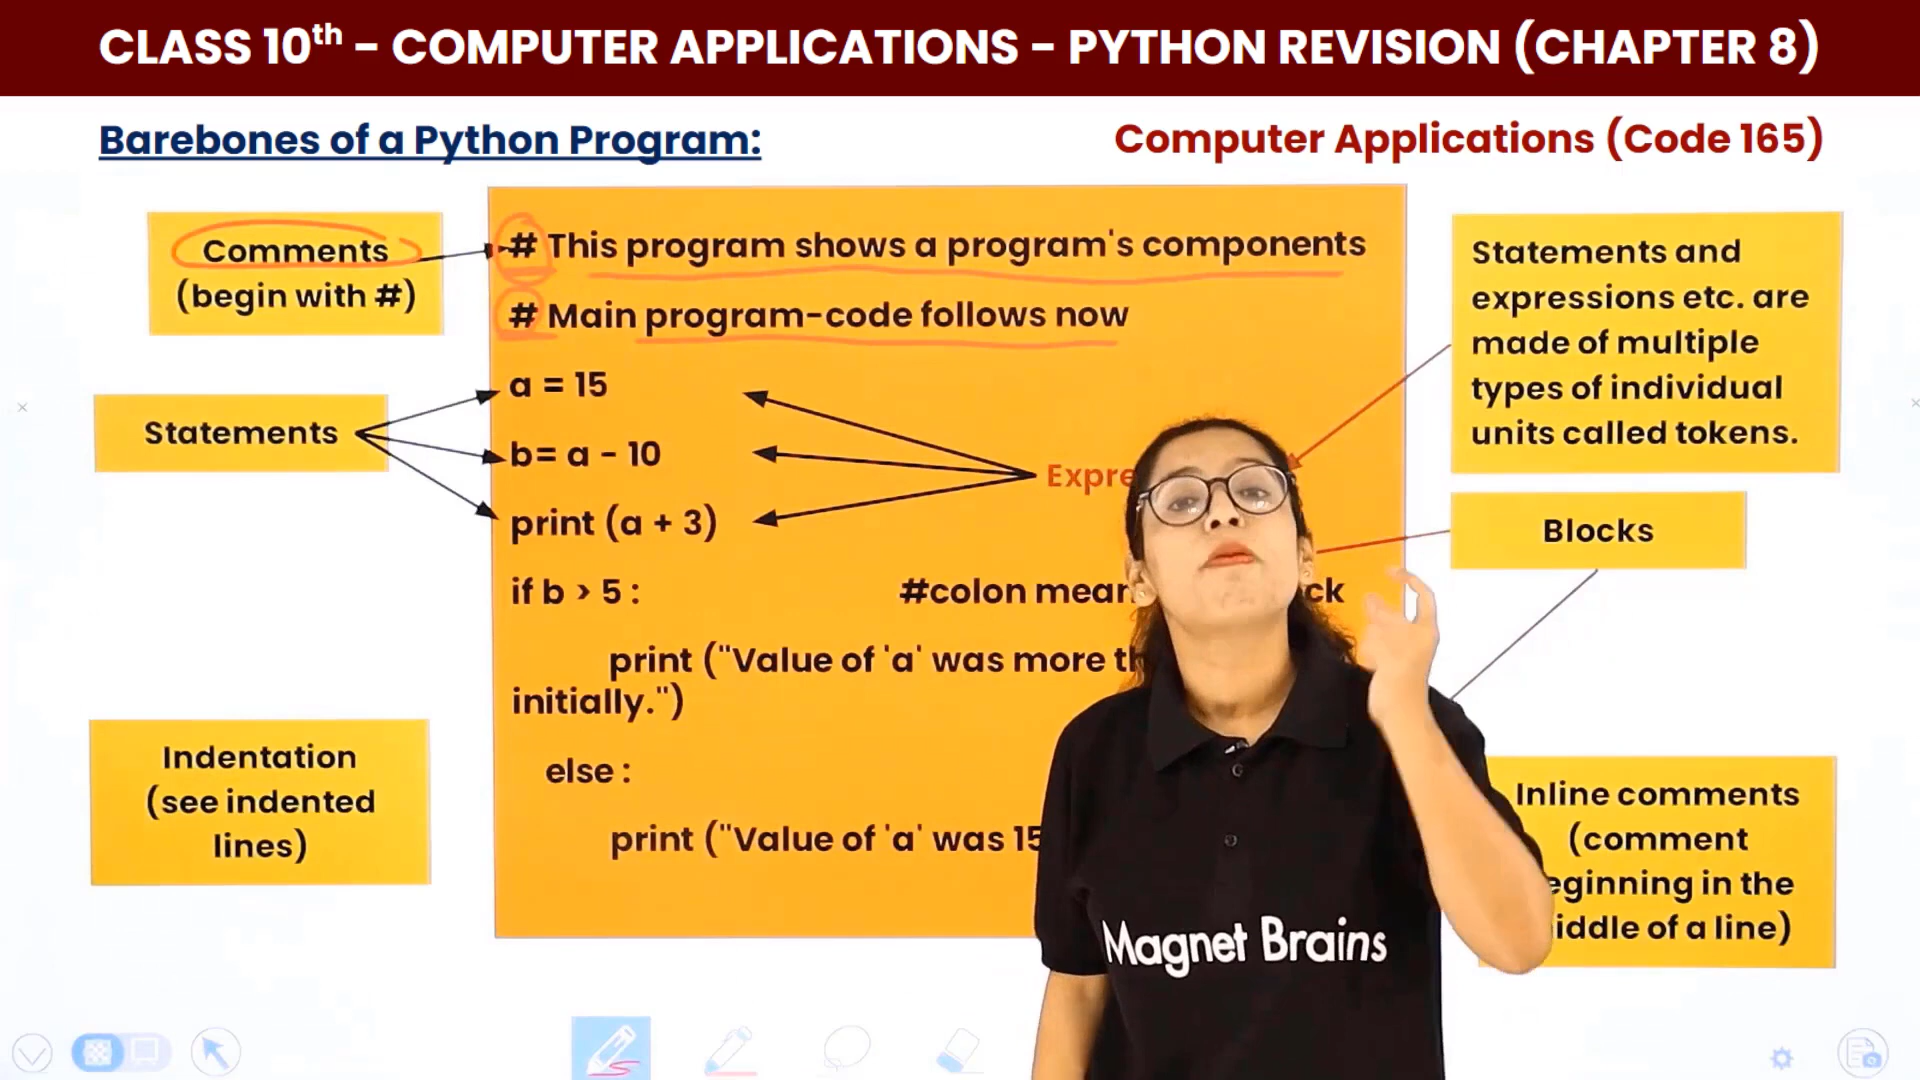 CLASS 10th – COMPUTER APPLICATIONS – PYTHON REVISION (CHAPTER 8)
Barebones of a Python Program:
Computer Applications (Code 165)
Comments
(begin with #)
# This program shows a program's components
# Main program-code follows now
Statements
a = 15
b= a - 10
print (a + 3)
if b > 5 :
#colon
print ("Value of 'a' was more
initially.")
else :
print ("Value of 'a' was 15
Indentation
(see indented
lines)
Statements and
expressions etc. are
made of multiple
types of individual
units called tokens.
Blocks
Inline comments
(comment
in the
of a line)
Magnet Brains